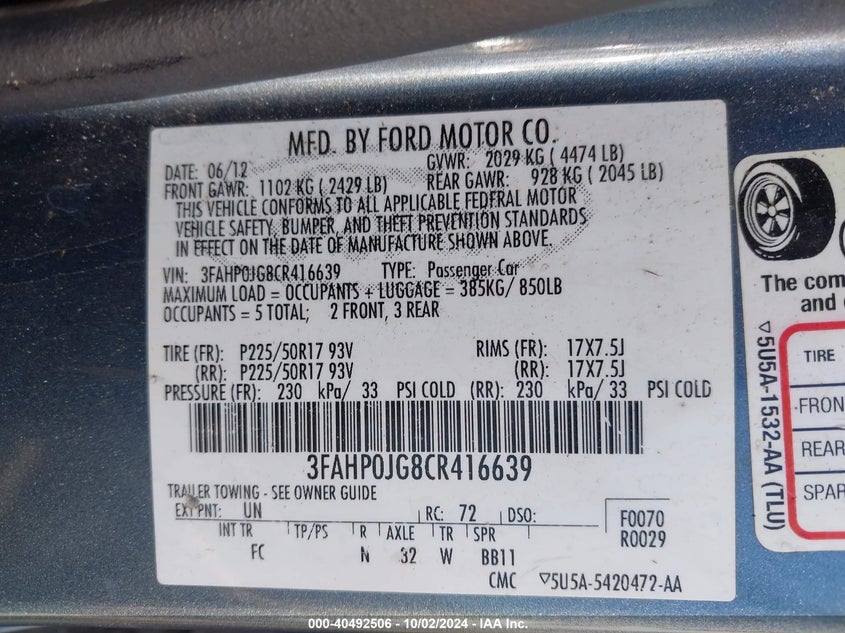 MFD. BY FORD MOTOR CO.
DATE: 06/12 GVWR: 2029 KG ( 4474 LB)
FRONT GAWR: 1102 KG ( 2429 LB) REAR GAWR: 928 KG ( 2045 LB)
THIS VEHICLE CONFORMS TO ALL APPLICABLE FEDERAL MOTOR
VEHICLE SAFETY, BUMPER, AND THEFT PREVENTION STANDARDS
IN EFFECT ON THE DATE OF MANUFACTURE SHOWN ABOVE.
VIN: 3FAHP0JG8CR416639 TYPE: Passenger Car
MAXIMUM LOAD = OCCUPANTS + LUGGAGE = 385KG/ 850LB
OCCUPANTS = 5 TOTAL; 2 FRONT, 3 REAR
TIRE (FR): P225/50R17 93V RIMS (FR): 17X7.5J
(RR): P225/50R17 93V (RR): 17X7.5J
PRESSURE (FR): 230 kPa/ 33 PSI COLD (RR): 230 kPa/ 33 PSI COLD
3FAHP0JG8CR416639
TRAILER TOWING - SEE OWNER GUIDE
EXT PNT: UN RC: 72 DSO: F0070
INT TR TP/PS R AXLE TR SPR R0029
FC N 32 W BB11
CMC ▽5U5A-5420472-AA
The com
and
▽5U5A-1532-AA (TLU)
TIRE
FRON
REAR
SPAR
000-40492506 - 10/02/2024 - IAA Inc.